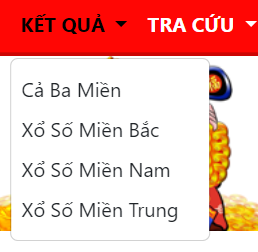 KẾT QUẢ TRA CỨU
Cả Ba Miền
Xổ Số Miền Bắc
Xổ Số Miền Nam
Xổ Số Miền Trung